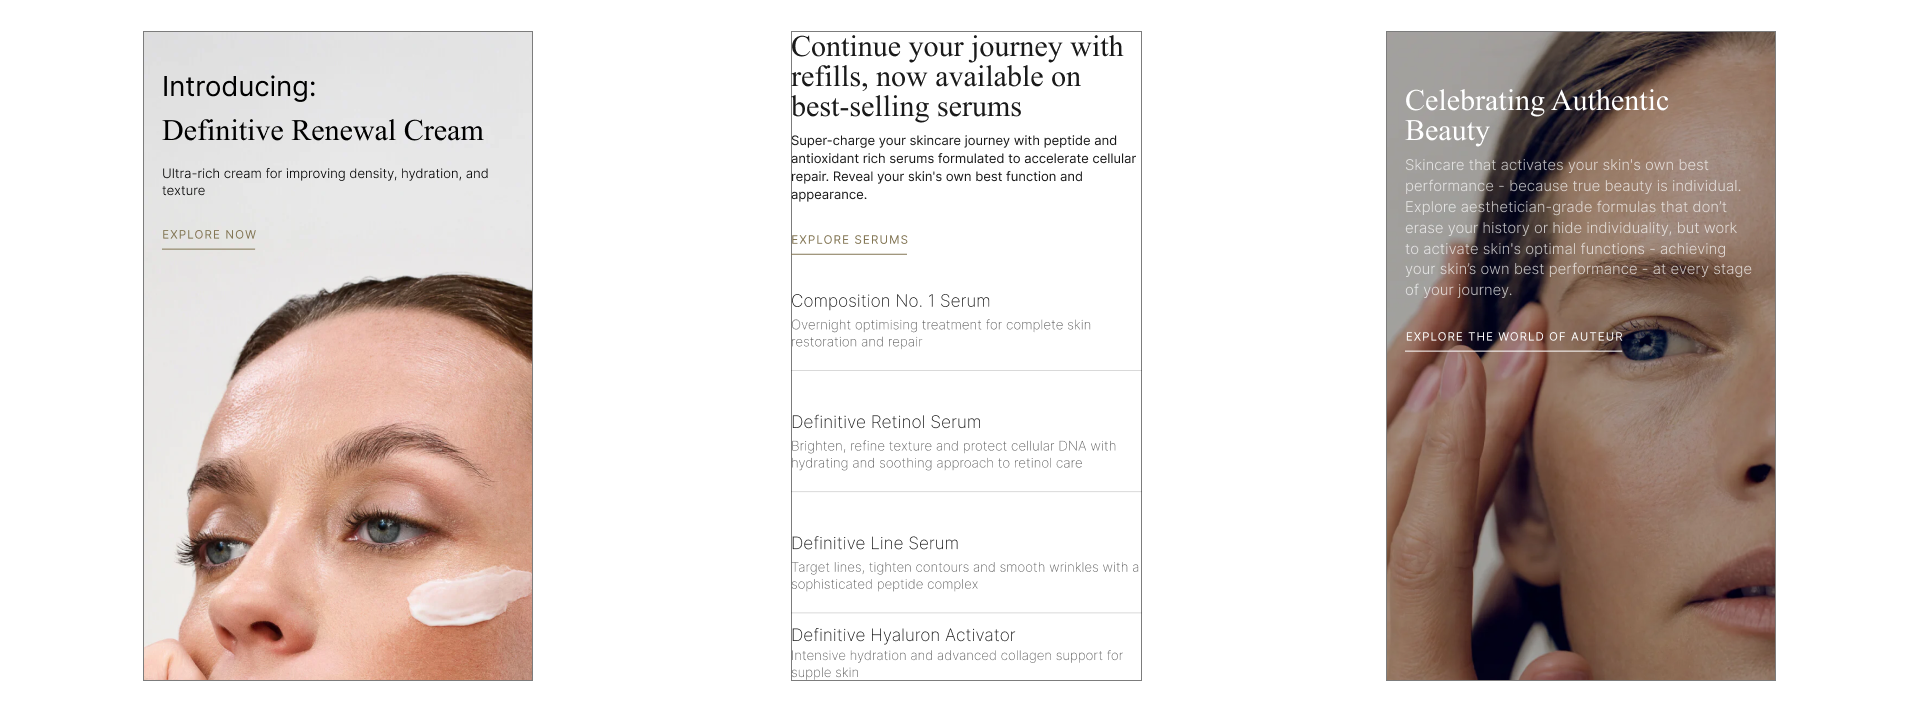 Introducing:
Definitive Renewal Cream
Ultra-rich cream for improving density, hydration, and
texture
EXPLORE NOW
Continue your journey with
refills, now available on
best-selling serums
Super-charge your skincare journey with peptide and
antioxidant rich serums formulated to accelerate cellular
repair. Reveal your skin's own best function and
appearance.
EXPLORE SERUMS
Composition No. 1 Serum
Overnight optimising treatment for complete skin
restoration and repair
Definitive Retinol Serum
Brighten, refine texture and protect cellular DNA with
hydrating and soothing approach to retinol care
Definitive Line Serum
Target lines, tighten contours and smooth wrinkles with a
sophisticated peptide complex
Definitive Hyaluron Activator
Intensive hydration and advanced collagen support for
supple skin
Celebrating Authentic
Beauty
Skincare that activates your skin's own best
performance - because true beauty is individual.
Explore aesthetician-grade formulas that don't
erase your history or hide individuality, but work
to activate skin's optimal functions - achieving
your skin's own best performance - at every stage
of your journey.
EXPLORE THE WORLD OF AUTEUR